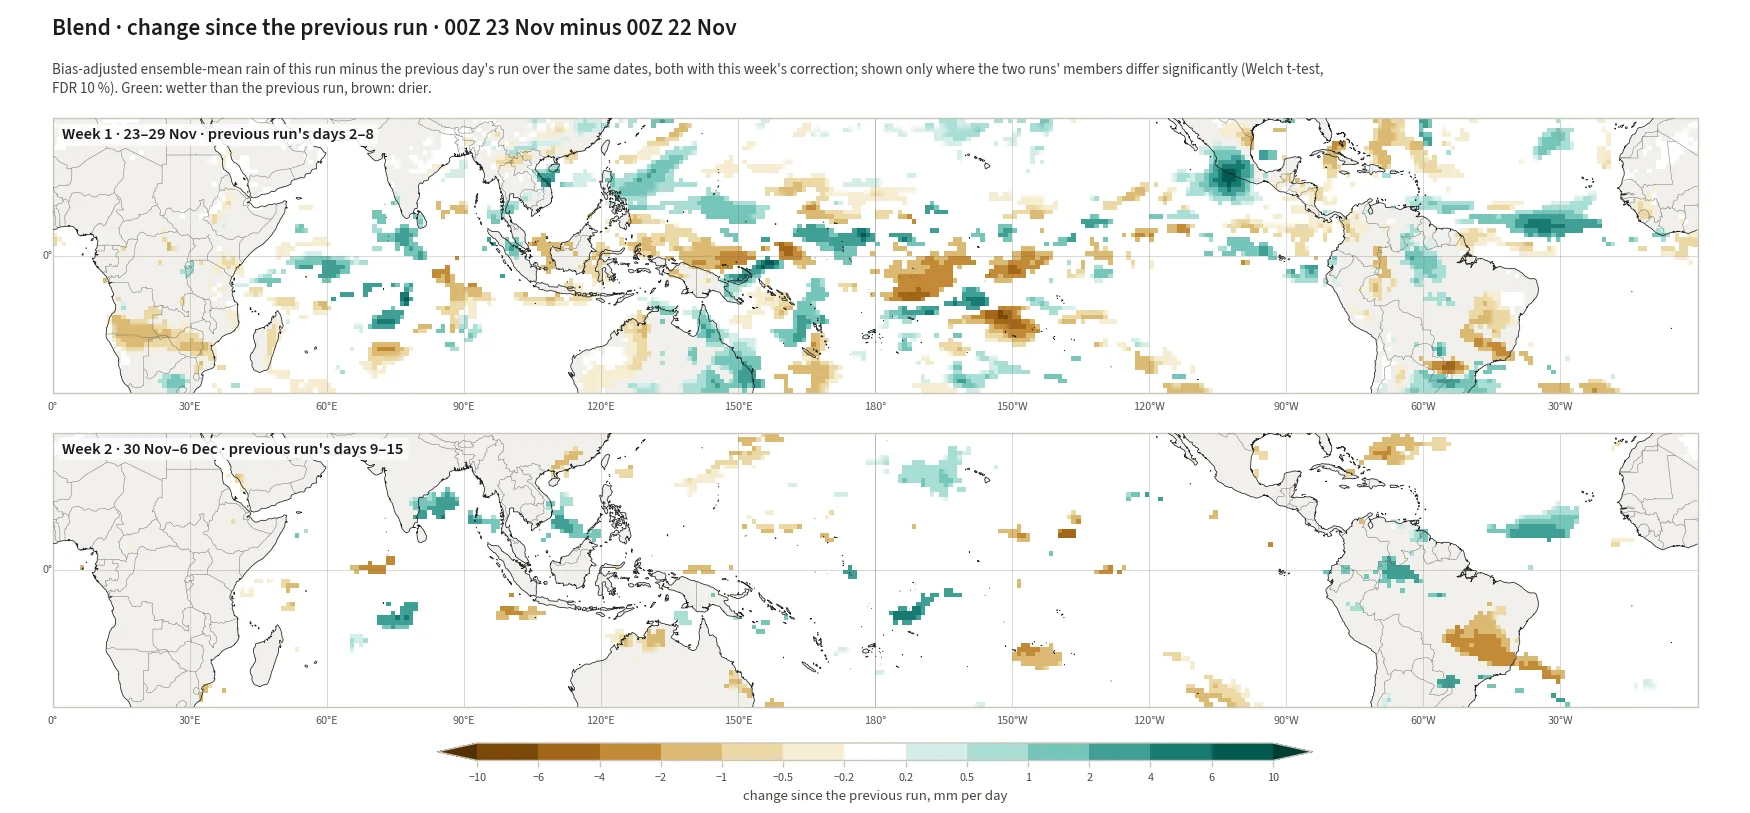 Blend · change since the previous run · 00Z 23 Nov minus 00Z 22 Nov
Bias-adjusted ensemble-mean rain of this run minus the previous day's run over the same dates, both with this week's correction; shown only where the two runs' members differ significantly (Welch t-test,
FDR 10 %). Green: wetter than the previous run, brown: drier.
Week 1 · 23–29 Nov · previous run's days 2–8
0°
0° 30°E 60°E 90°E 120°E 150°E 180° 150°W 120°W 90°W 60°W 30°W
Week 2 · 30 Nov–6 Dec · previous run's days 9–15
0°
0° 30°E 60°E 90°E 120°E 150°E 180° 150°W 120°W 90°W 60°W 30°W
−10 −6 −4 −2 −1 −0.5 −0.2 0.2 0.5 1 2 4 6 10
change since the previous run, mm per day